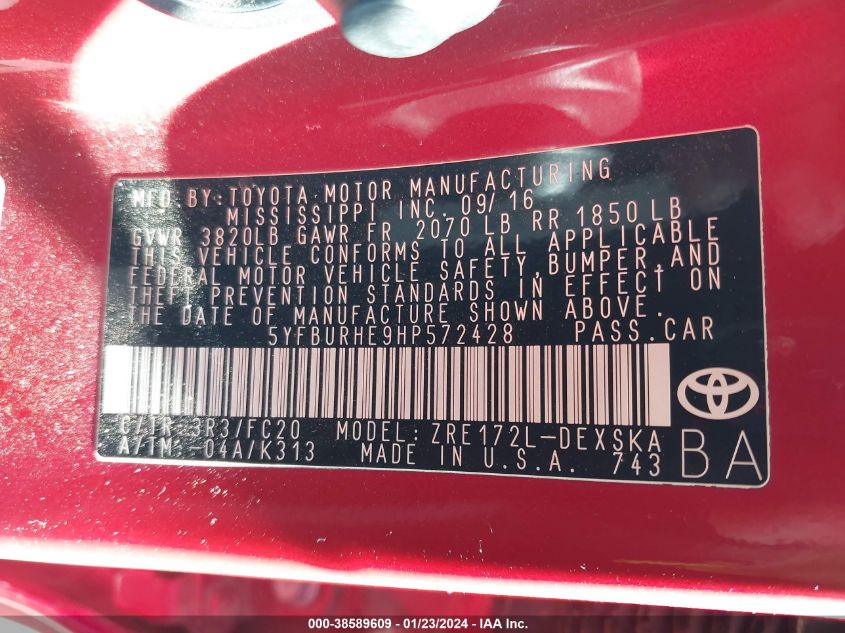 MFD BY: TOYOTA MOTOR MANUFACTURING
MISSISSIPPI INC. 09/16
GVWR 3820LB GAWR FR 2070 LB RR 1850 LB
THIS VEHICLE CONFORMS TO ALL APPLICABLE
FEDERAL MOTOR VEHICLE SAFETY, BUMPER, AND
THEFT PREVENTION STANDARDS IN EFFECT ON
THE DATE OF MANUFACTURE SHOWN ABOVE.
5YFBURHE9HP572428 PASS.CAR
C/TR 3R3/FC20 MODEL: ZRE172L-DEXSKA
A/TM -04A/K313 MADE IN U.S.A. 743
BA
000-38589609 - 01/23/2024 - IAA Inc.